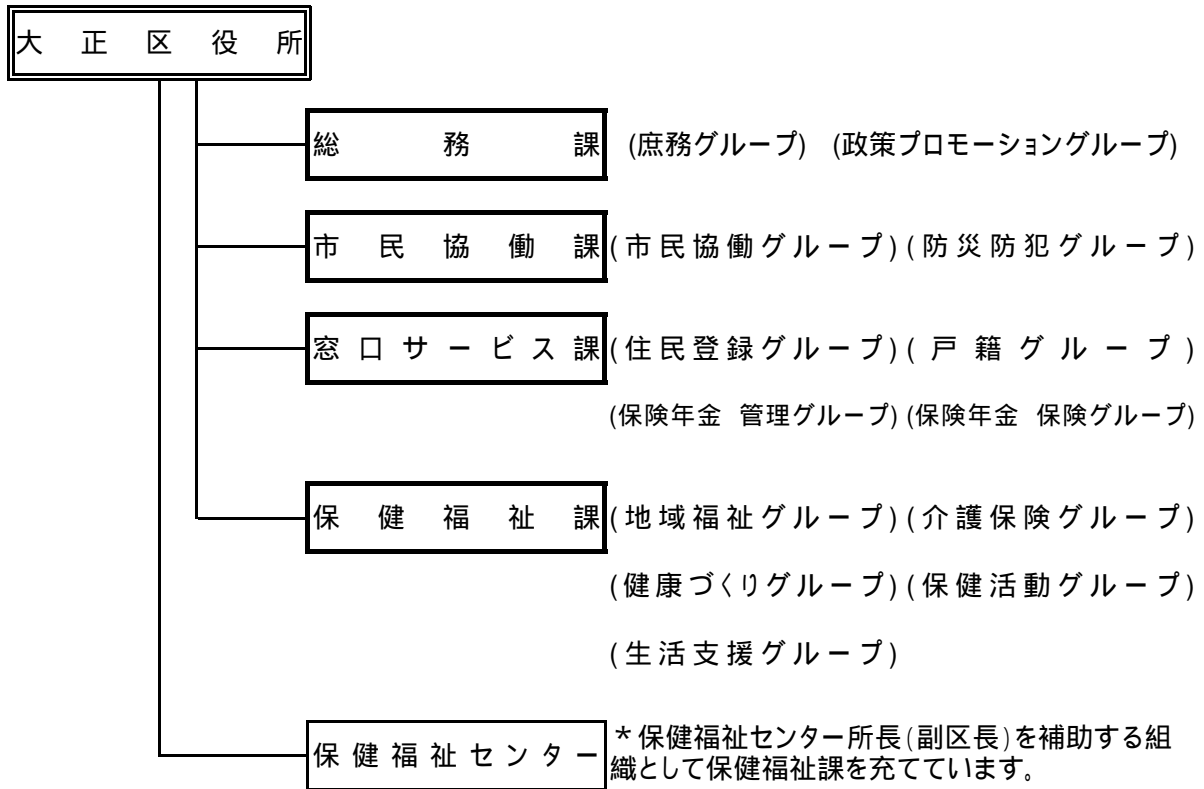 大正区役所
総務課 (庶務グループ) (政策プロモーショングループ)
市民協働課 (市民協働グループ) (防災防犯グループ)
窓口サービス課 (住民登録グループ) (戸籍グループ)
(保険年金 管理グループ) (保険年金 保険グループ)
保健福祉課 (地域福祉グループ) (介護保険グループ)
(健康づくりグループ) (保健活動グループ)
(生活支援グループ)
保健福祉センター
*保健福祉センター所長(副区長)を補助する組
織として保健福祉課を充てています。